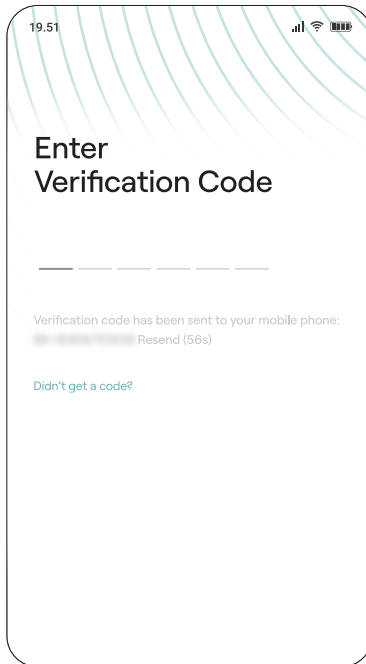 19.51
Enter
Verification Code
Verification code has been sent to your mobile phone:
Resend (56s)
Didn't get a code?